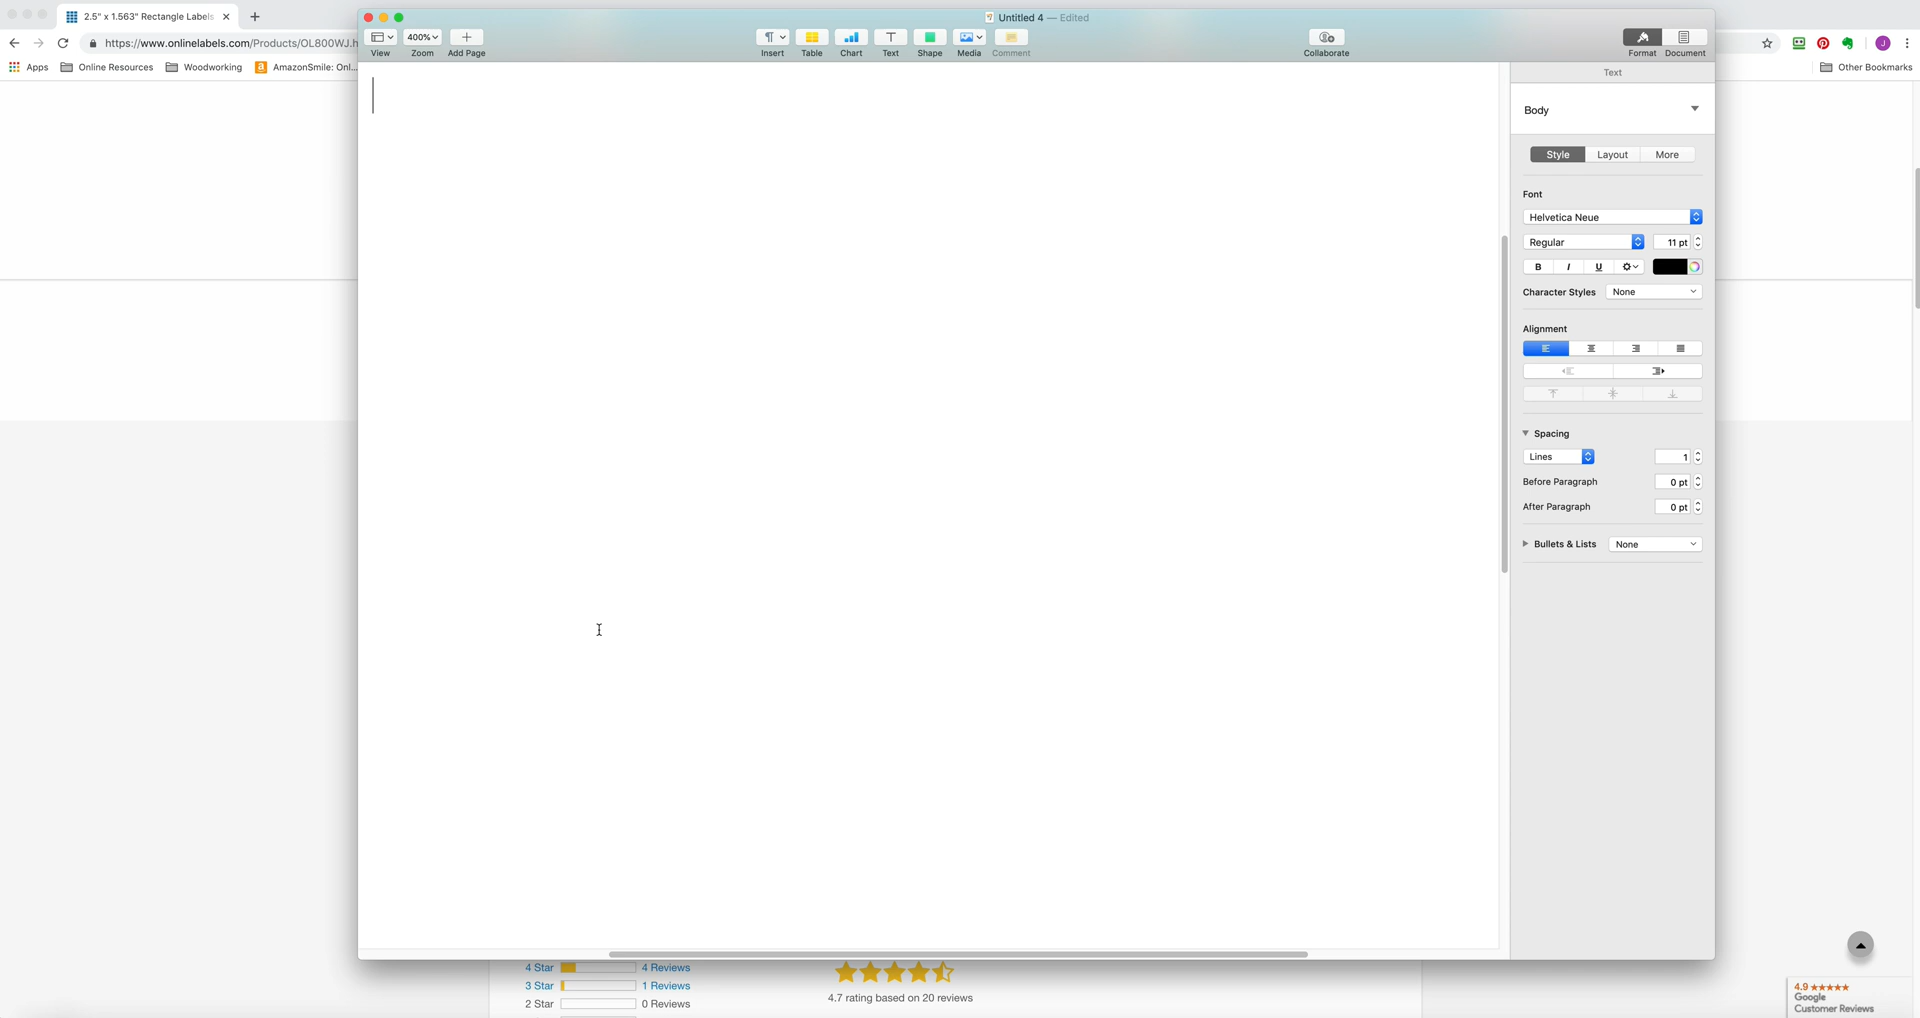 2.5" x 1.563" Rectangle Labels
https://www.onlinelabels.com/Products/OL800WJ.h
Apps
Online Resources
Woodworking
AmazonSmile: Onl...
Other Bookmarks
J
Untitled 4 — Edited
400%
View
Zoom
Add Page
Insert
Table
Chart
Text
Shape
Media
Comment
Collaborate
Format
Document
Text
Body
Style
Layout
More
Font
Helvetica Neue
Regular
11 pt
B
I
U
Character Styles
None
Alignment
Spacing
Lines
1
Before Paragraph
0 pt
After Paragraph
0 pt
Bullets & Lists
None
4 Star
4 Reviews
3 Star
1 Reviews
2 Star
0 Reviews
4.7 rating based on 20 reviews
4.9
Google
Customer Reviews